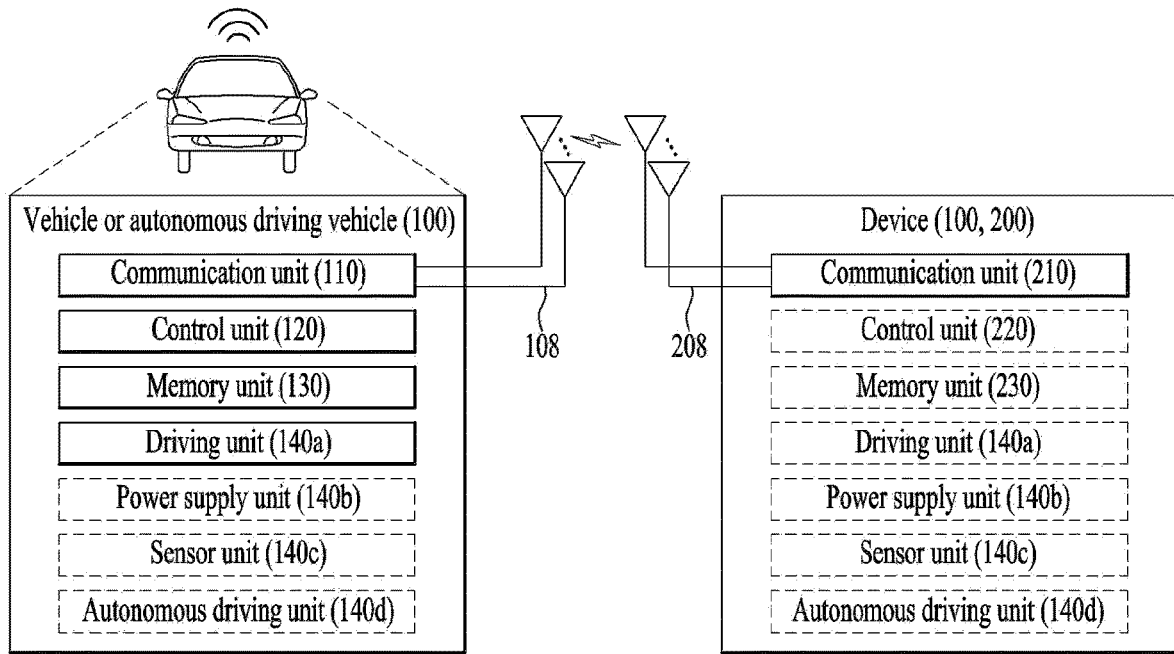 Vehicle or autonomous driving vehicle (100)
Communication unit (110)
Control unit (120)
Memory unit (130)
Driving unit (140a)
Power supply unit (140b)
Sensor unit (140c)
Autonomous driving unit (140d)
108
208
Device (100, 200)
Communication unit (210)
Control unit (220)
Memory unit (230)
Driving unit (140a)
Power supply unit (140b)
Sensor unit (140c)
Autonomous driving unit (140d)